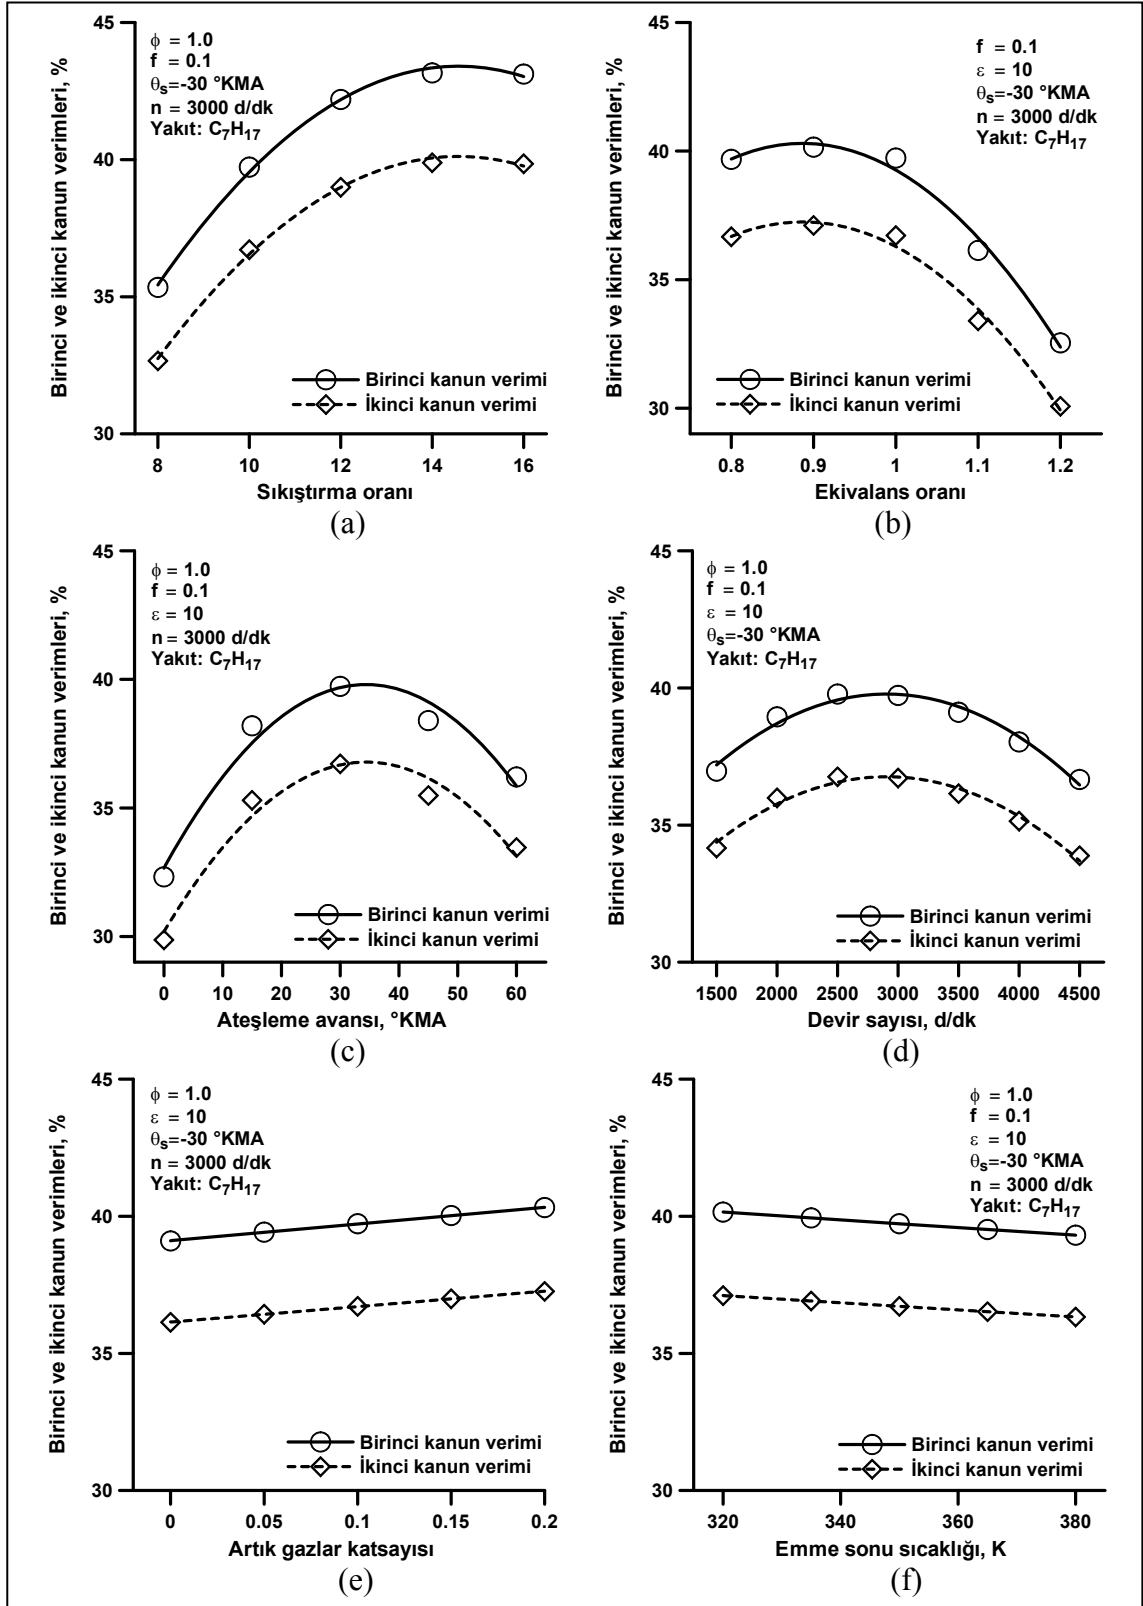 Birinci ve ikinci kanun verimleri, %
45
40
35
30
ϕ = 1.0
f = 0.1
θs=-30 °KMA
n = 3000 d/dk
Yakıt: C7H17
Birinci kanun verimi
İkinci kanun verimi
8 10 12 14 16
Sıkıştırma oranı
(a)
Birinci ve ikinci kanun verimleri, %
45
40
35
30
f = 0.1
ε = 10
θs=-30 °KMA
n = 3000 d/dk
Yakıt: C7H17
Birinci kanun verimi
İkinci kanun verimi
0.8 0.9 1 1.1 1.2
Ekivalans oranı
(b)
Birinci ve ikinci kanun verimleri, %
45
40
35
30
ϕ = 1.0
f = 0.1
ε = 10
n = 3000 d/dk
Yakıt: C7H17
Birinci kanun verimi
İkinci kanun verimi
0 10 20 30 40 50 60
Ateşleme avansı, °KMA
(c)
Birinci ve ikinci kanun verimleri, %
45
40
35
30
ϕ = 1.0
f = 0.1
ε = 10
θs=-30 °KMA
Yakıt: C7H17
Birinci kanun verimi
İkinci kanun verimi
1500 2000 2500 3000 3500 4000 4500
Devir sayısı, d/dk
(d)
Birinci ve ikinci kanun verimleri, %
45
40
35
30
ϕ = 1.0
ε = 10
θs=-30 °KMA
n = 3000 d/dk
Yakıt: C7H17
Birinci kanun verimi
İkinci kanun verimi
0 0.05 0.1 0.15 0.2
Artık gazlar katsayısı
(e)
Birinci ve ikinci kanun verimleri, %
45
40
35
30
ϕ = 1.0
f = 0.1
ε = 10
θs=-30 °KMA
n = 3000 d/dk
Yakıt: C7H17
Birinci kanun verimi
İkinci kanun verimi
320 340 360 380
Emme sonu sıcaklığı, K
(f)